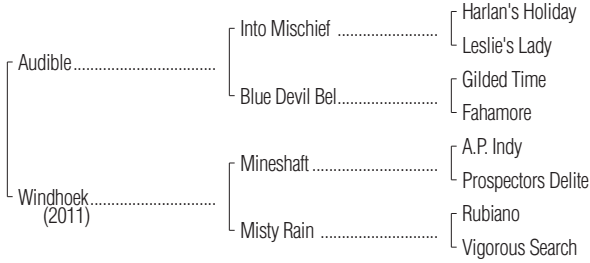 Harlan's Holiday
Into Mischief
Leslie's Lady
Audible
Gilded Time
Blue Devil Bel
Fahamore
A.P. Indy
Mineshaft
Prospectors Delite
Windhoek
(2011)
Rubiano
Misty Rain
Vigorous Search